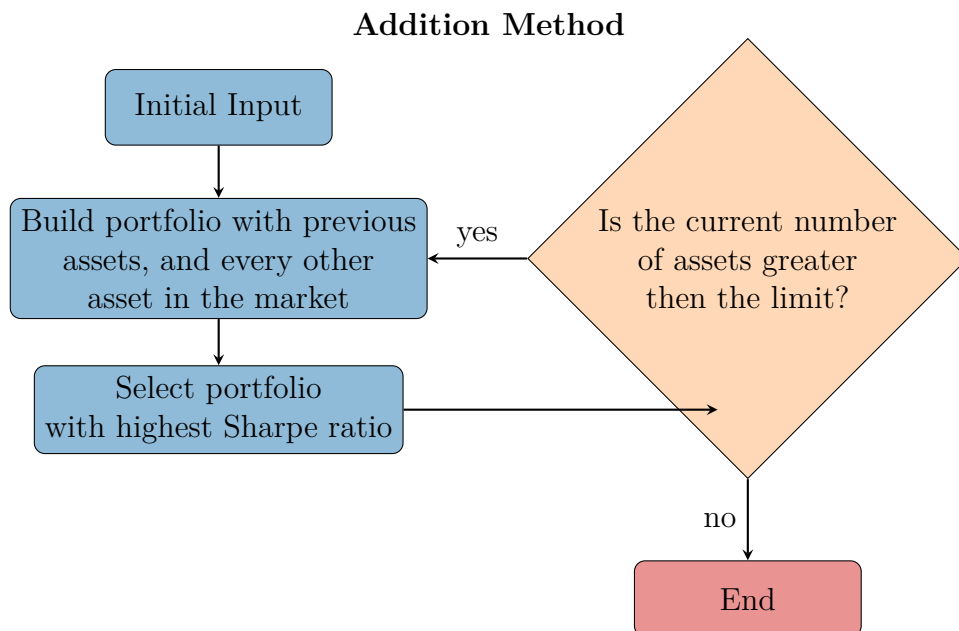 Addition Method
Initial Input
Build portfolio with previous
assets, and every other
asset in the market
yes
Is the current number
of assets greater
then the limit?
Select portfolio
with highest Sharpe ratio
no
End